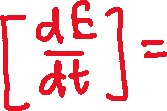 [dE/dt] =